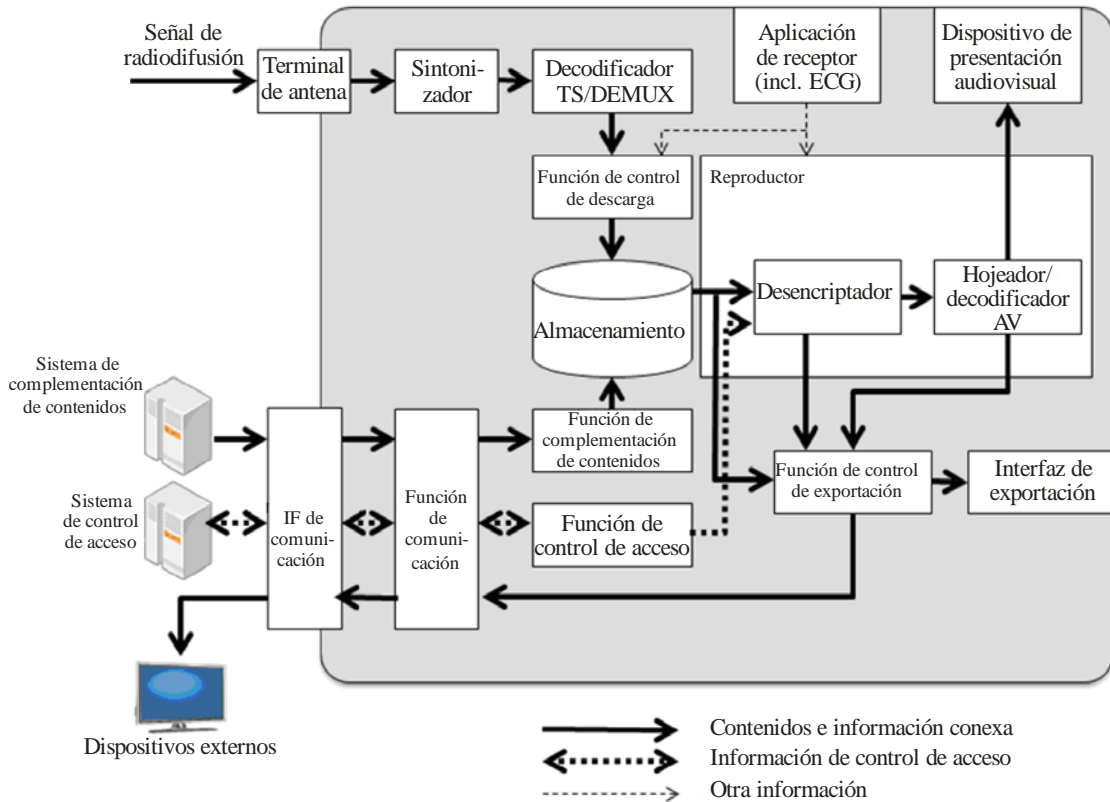 Señal de
radiodifusión
Terminal
de antena
Sintoni-
zador
Decodificador
TS/DEMUX
Aplicación
de receptor
(incl. ECG)
Dispositivo de
presentación
audiovisual
Función de control
de descarga
Reproductor
Almacenamiento
Desencriptador
Hojeador/
decodificador
AV
Sistema de
complementación
de contenidos
Función de
complementación
de contenidos
Función de control
de exportación
Interfaz de
exportación
Sistema
de control
de acceso
IF de
comuni-
cación
Función
de
comuni-
cación
Función de
control de acceso
Dispositivos externos
Contenidos e información conexa
Información de control de acceso
Otra información